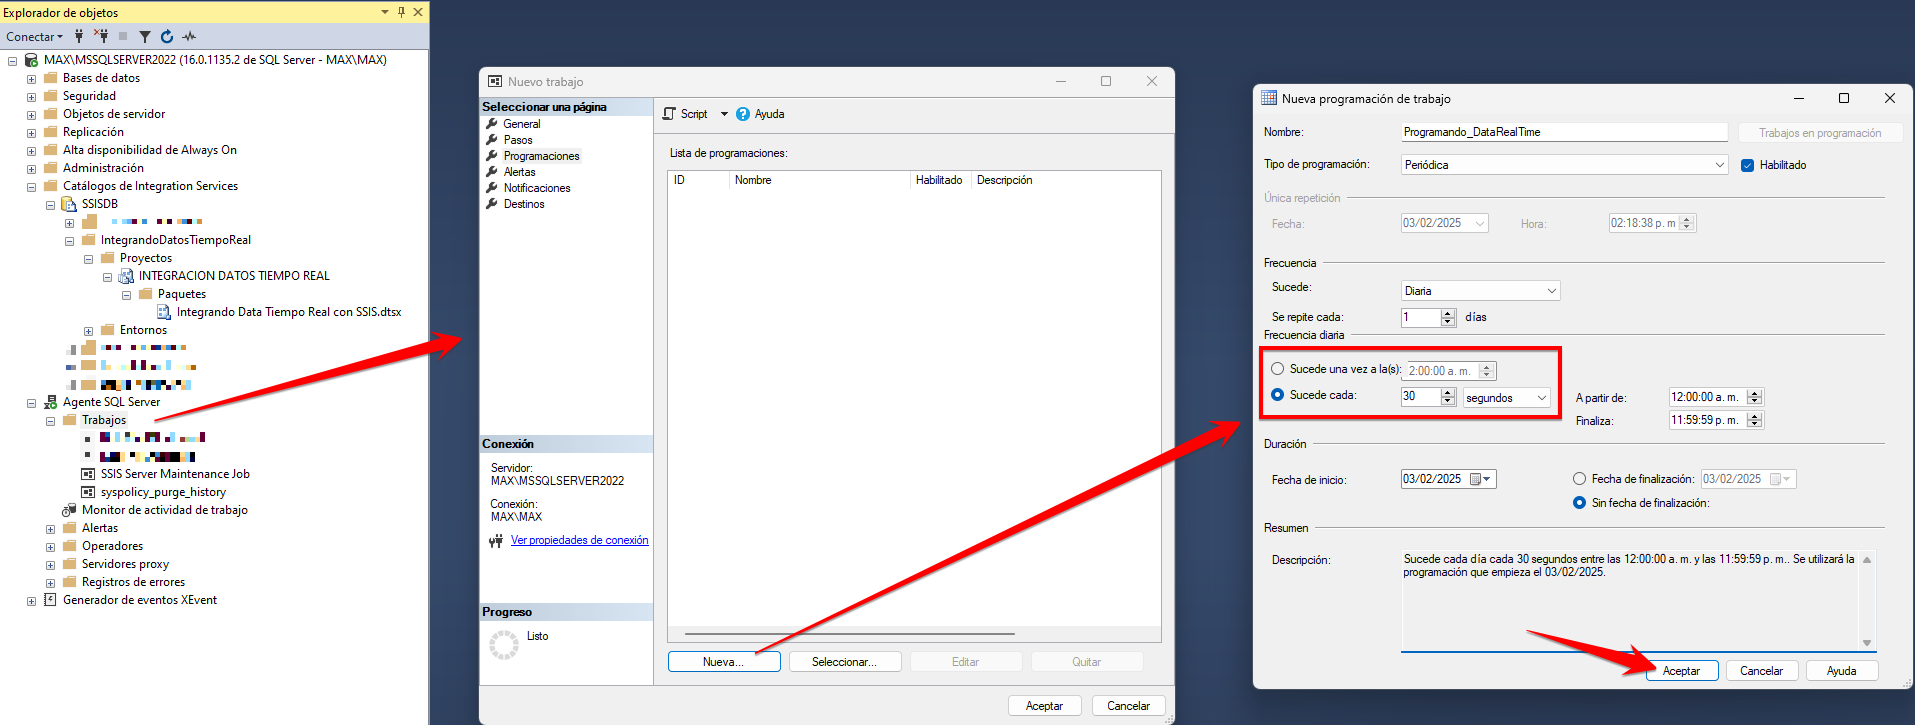 Explorador de objetos
Conectar
MAX\MSSQLSERVER2022 (16.0.1135.2 de SQL Server - MAX\MAX)
Bases de datos
Seguridad
Objetos de servidor
Replicación
Alta disponibilidad de Always On
Administración
Catálogos de Integration Services
SSISDB
IntegrandoDatosTiempoReal
Proyectos
INTEGRACION DATOS TIEMPO REAL
Paquetes
Integrando Data Tiempo Real con SSIS.dtsx
Entornos
Agente SQL Server
Trabajos
SSIS Server Maintenance Job
syspolicy_purge_history
Monitor de actividad de trabajo
Alertas
Operadores
Servidores proxy
Registros de errores
Generador de eventos XEvent
Nuevo trabajo
Seleccionar una página
General
Pasos
Programaciones
Alertas
Notificaciones
Destinos
Conexión
Servidor:
MAX\MSSQLSERVER2022
Conexión:
MAX\MAX
Ver propiedades de conexión
Progreso
Listo
Script Ayuda
Lista de programaciones:
ID Nombre Habilitado Descripción
Nueva... Seleccionar... Editar Quitar
Aceptar Cancelar
Nueva programación de trabajo
Nombre: Programando_DataRealTime Trabajos en programación
Tipo de programación: Periódica Habilitado
Única repetición
Fecha: 03/02/2025 Hora: 02:18:38 p. m
Frecuencia
Sucede: Diaria
Se repite cada: 1 días
Frecuencia diaria
Sucede una vez a la(s): 2:00:00 a. m.
Sucede cada: 30 segundos A partir de: 12:00:00 a. m.
Finaliza: 11:59:59 p. m.
Duración
Fecha de inicio: 03/02/2025 Fecha de finalización: 03/02/2025
Sin fecha de finalización:
Resumen
Descripción: Sucede cada día cada 30 segundos entre las 12:00:00 a. m. y las 11:59:59 p. m.. Se utilizará la
programación que empieza el 03/02/2025.
Aceptar Cancelar Ayuda